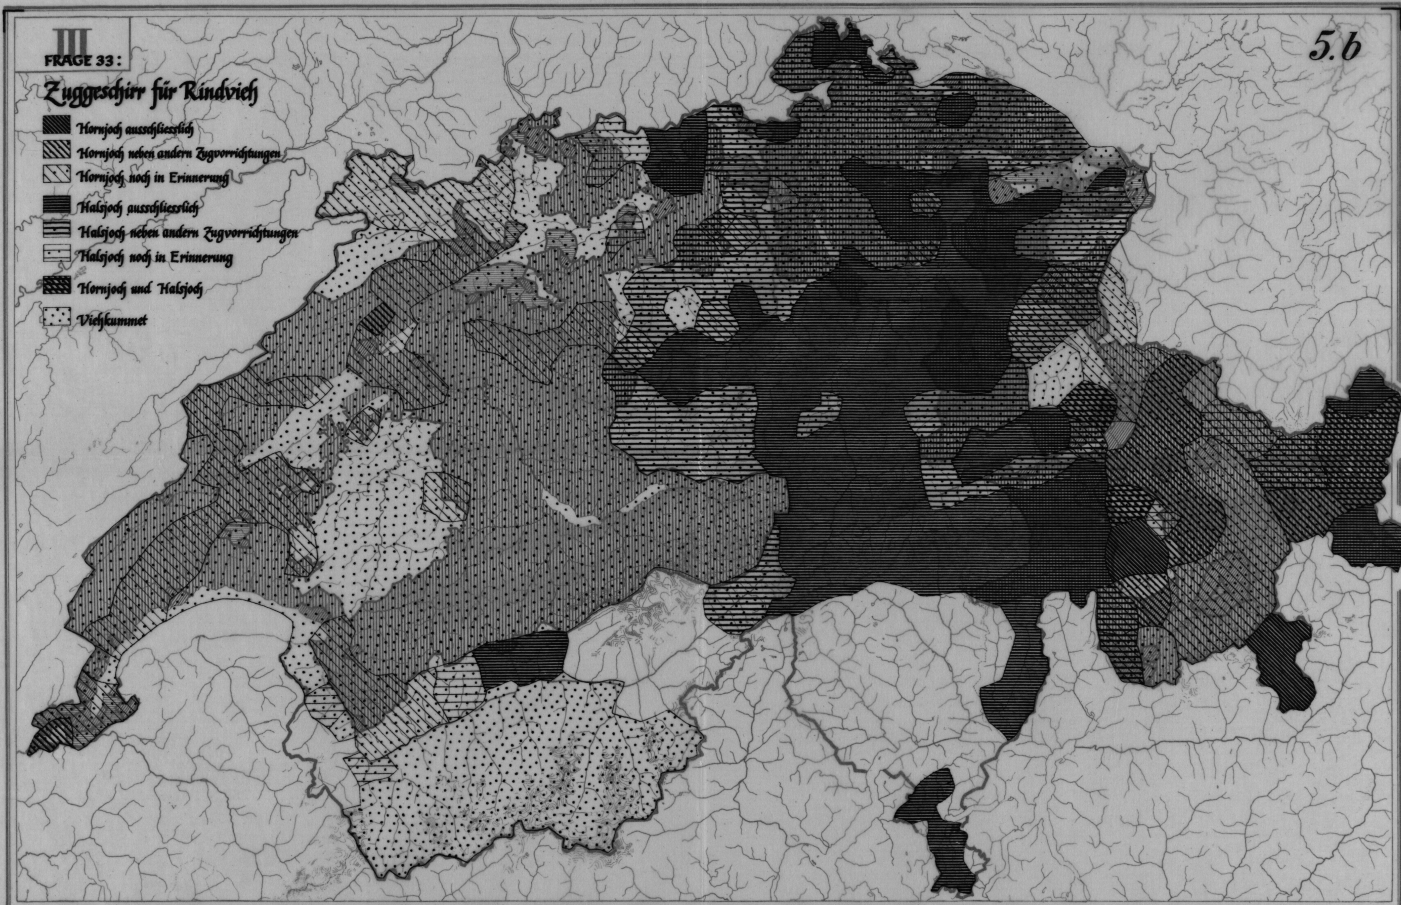 III
FRAGE 33:
5.b
Zuggeschirr für Rindvieh
Hornjoch ausschliesslich
Hornjoch neben andern Zugvorrichtungen
Hornjoch noch in Erinnerung
Halsjoch ausschliesslich
Halsjoch neben andern Zugvorrichtungen
Halsjoch noch in Erinnerung
Hornjoch und Halsjoch
Viehkummet